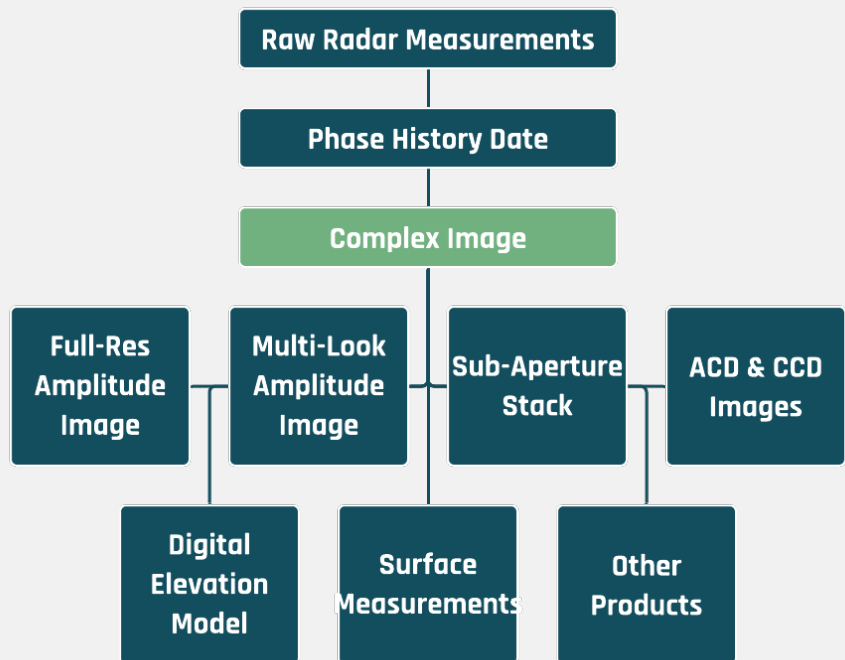 Raw Radar Measurements
Phase History Date
Complex Image
Full-Res
Amplitude
Image
Multi-Look
Amplitude
Image
Sub-Aperture
Stack
ACD & CCD
Images
Digital
Elevation
Model
Surface
Measurements
Other
Products